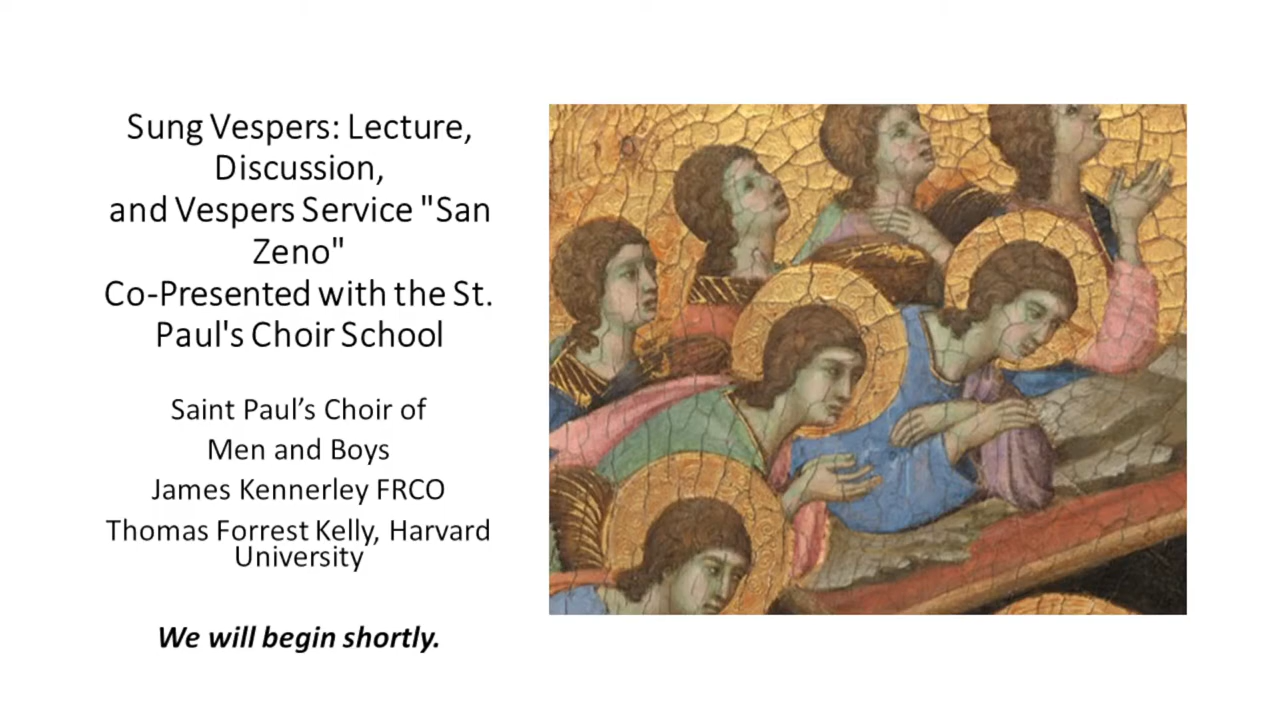 Sung Vespers: Lecture,
Discussion,
and Vespers Service "San
Zeno"
Co-Presented with the St.
Paul's Choir School
Saint Paul’s Choir of
Men and Boys
James Kennerley FRCO
Thomas Forrest Kelly, Harvard
University
We will begin shortly.